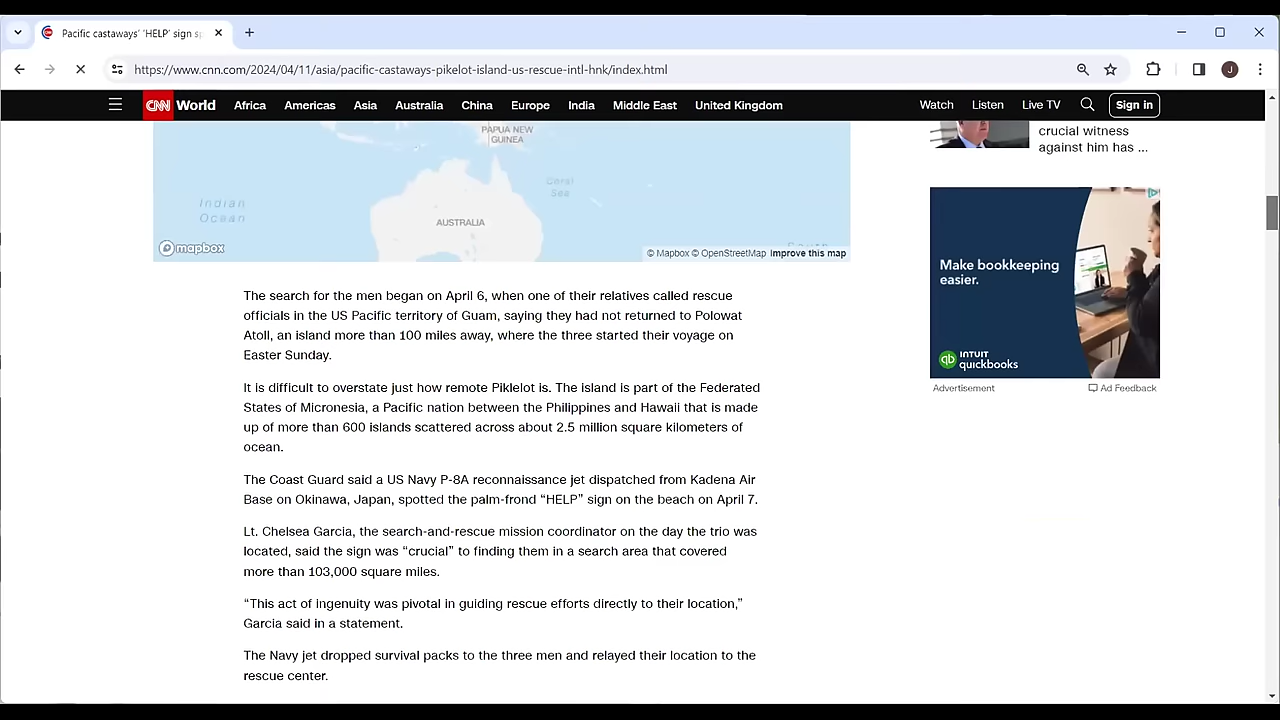 Pacific castaways' 'HELP' sign sp
https://www.cnn.com/2024/04/11/asia/pacific-castaways-pikelot-island-us-rescue-intl-hnk/index.html
J
CNN World Africa Americas Asia Australia China Europe India Middle East United Kingdom Watch Listen Live TV Sign in
PAPUA NEW
GUINEA
Coral
Sea
Indian
Ocean
AUSTRALIA
mapbox
© Mapbox © OpenStreetMap Improve this map
The search for the men began on April 6, when one of their relatives called rescue
officials in the US Pacific territory of Guam, saying they had not returned to Polowat
Atoll, an island more than 100 miles away, where the three started their voyage on
Easter Sunday.
It is difficult to overstate just how remote Piklelot is. The island is part of the Federated
States of Micronesia, a Pacific nation between the Philippines and Hawaii that is made
up of more than 600 islands scattered across about 2.5 million square kilometers of
ocean.
The Coast Guard said a US Navy P-8A reconnaissance jet dispatched from Kadena Air
Base on Okinawa, Japan, spotted the palm-frond “HELP” sign on the beach on April 7.
Lt. Chelsea Garcia, the search-and-rescue mission coordinator on the day the trio was
located, said the sign was “crucial” to finding them in a search area that covered
more than 103,000 square miles.
“This act of ingenuity was pivotal in guiding rescue efforts directly to their location,”
Garcia said in a statement.
The Navy jet dropped survival packs to the three men and relayed their location to the
rescue center.
crucial witness
against him has ...
Make bookkeeping
easier.
qb INTUIT
quickbooks
Advertisement Ad Feedback